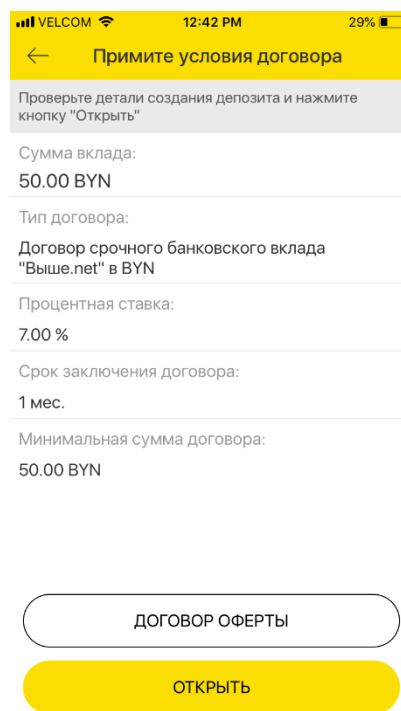 VELCOM 12:42 PM 29%
Примите условия договора
Проверьте детали создания депозита и нажмите
кнопку "Открыть"
Сумма вклада:
50.00 BYN
Тип договора:
Договор срочного банковского вклада
"Выше.net" в BYN
Процентная ставка:
7.00 %
Срок заключения договора:
1 мес.
Минимальная сумма договора:
50.00 BYN
ДОГОВОР ОФЕРТЫ
ОТКРЫТЬ